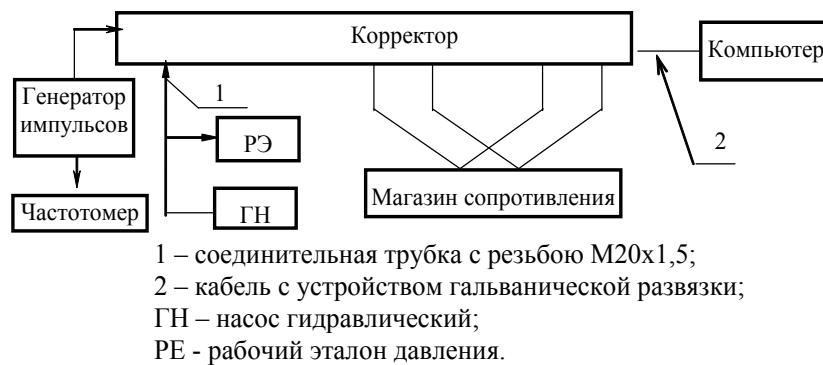 Корректор
Компьютер
Генератор
импульсов
1
РЭ
2
Магазин сопротивления
Частотомер
ГН
1 – соединительная трубка с резьбою М20х1,5;
2 – кабель с устройством гальванической развязки;
ГН – насос гидравлический;
РЕ - рабочий эталон давления.